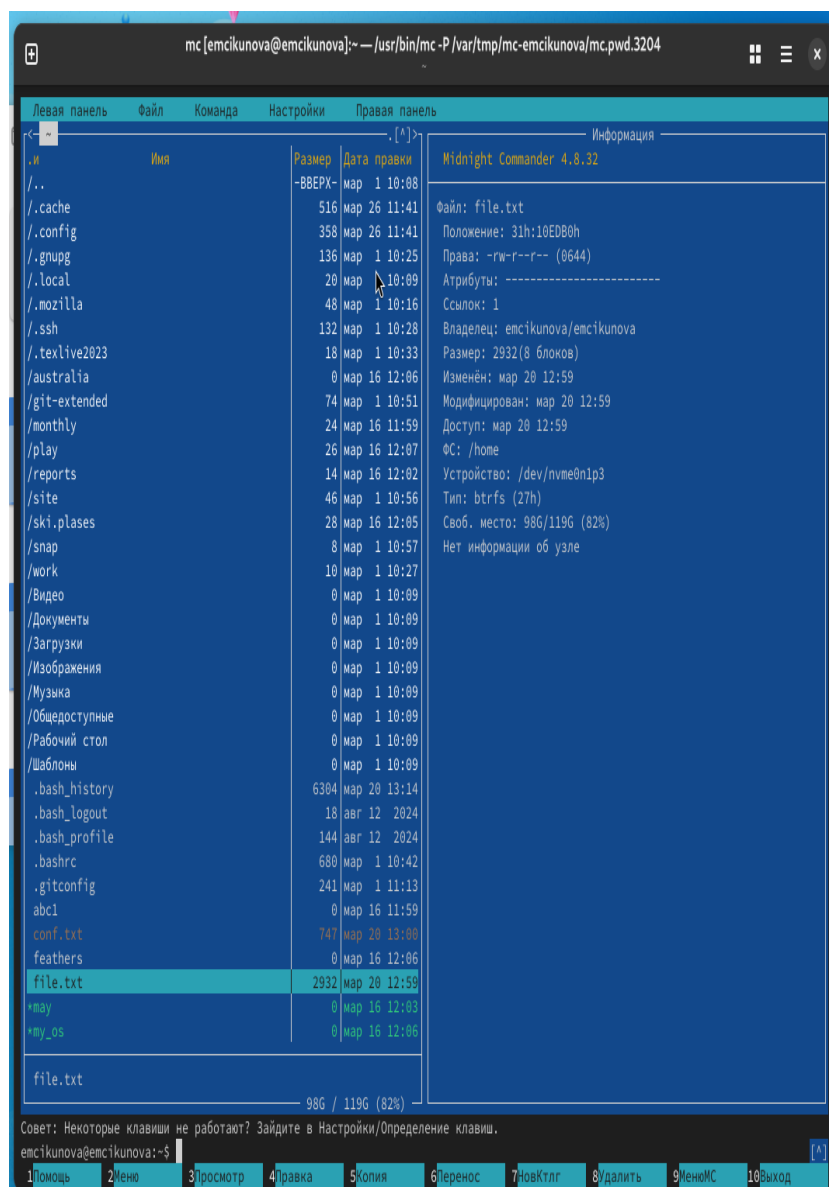 mc [emcikunova@emcikunova]:~ — /usr/bin/mc -P /var/tmp/mc-emcikunova/mc.pwd.3204
~
Левая панель Файл Команда Настройки Правая панель
<- ~ .[^]>
.и Имя Размер Дата правки
/.. -ВВЕРХ- мар 1 10:08
/.cache 516 мар 26 11:41
/.config 358 мар 26 11:41
/.gnupg 136 мар 1 10:25
/.local 20 мар 1 10:09
/.mozilla 48 мар 1 10:16
/.ssh 132 мар 1 10:28
/.texlive2023 18 мар 1 10:33
/australia 0 мар 16 12:06
/git-extended 74 мар 1 10:51
/monthly 24 мар 16 11:59
/play 26 мар 16 12:07
/reports 14 мар 16 12:02
/site 46 мар 1 10:56
/ski.plases 28 мар 16 12:05
/snap 8 мар 1 10:57
/work 10 мар 1 10:27
/Видео 0 мар 1 10:09
/Документы 0 мар 1 10:09
/Загрузки 0 мар 1 10:09
/Изображения 0 мар 1 10:09
/Музыка 0 мар 1 10:09
/Общедоступные 0 мар 1 10:09
/Рабочий стол 0 мар 1 10:09
/Шаблоны 0 мар 1 10:09
.bash_history 6304 мар 20 13:14
.bash_logout 18 авг 12 2024
.bash_profile 144 авг 12 2024
.bashrc 680 мар 1 10:42
.gitconfig 241 мар 1 11:13
abc1 0 мар 16 11:59
conf.txt 747 мар 20 13:00
feathers 0 мар 16 12:06
file.txt 2932 мар 20 12:59
*may 0 мар 16 12:03
*my_os 0 мар 16 12:06
file.txt
98G / 119G (82%)
Информация
Midnight Commander 4.8.32
Файл: file.txt
Положение: 31h:10EDB0h
Права: -rw-r--r-- (0644)
Атрибуты: -------------------------
Ссылок: 1
Владелец: emcikunova/emcikunova
Размер: 2932(8 блоков)
Изменён: мар 20 12:59
Модифицирован: мар 20 12:59
Доступ: мар 20 12:59
ФС: /home
Устройство: /dev/nvme0n1p3
Тип: btrfs (27h)
Своб. место: 98G/119G (82%)
Нет информации об узле
Совет: Некоторые клавиши не работают? Зайдите в Настройки/Определение клавиш.
emcikunova@emcikunova:~$ [^]
1Помощь 2Меню 3Просмотр 4Правка 5Копия 6Перенос 7НовКтлг 8Удалить 9МенюМС 10Выход